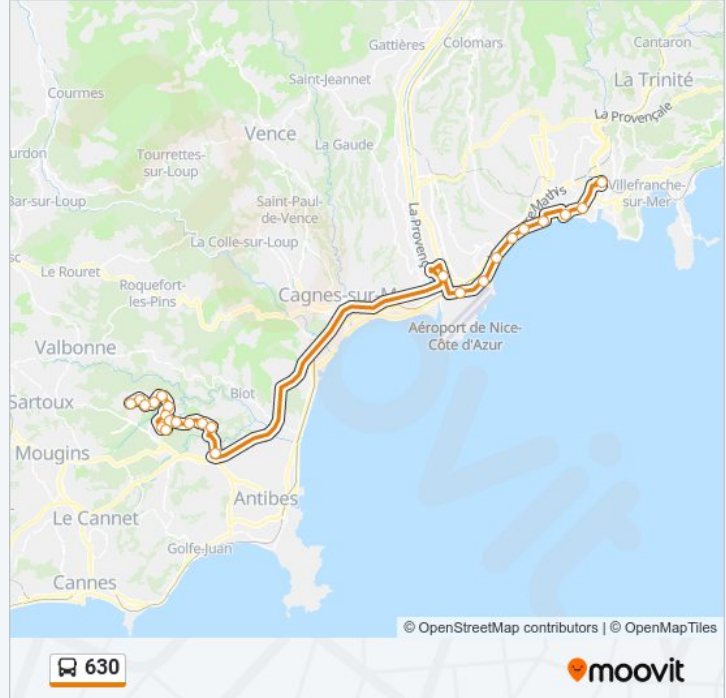 Gattières
Colomars
Cantaron
La Trinité
Saint-Jeannet
Courmes
La Provençale
Vence
La Gaude
Tourrettes-
sur-Loup
Villefranche-
sur-Mer
Bar-sur-Loup
Saint-Paul-
de-Vence
La Colle-sur-Loup
Le Rouret
Roquefort-
les-Pins
Cagnes-sur-M
Aéroport de Nice-
Côte d'Azur
Valbonne
Biot
Sartoux
Mougins
Antibes
Le Cannet
Golfe-Juan
Cannes
© OpenStreetMap contributors | © OpenMapTiles
630
moovit